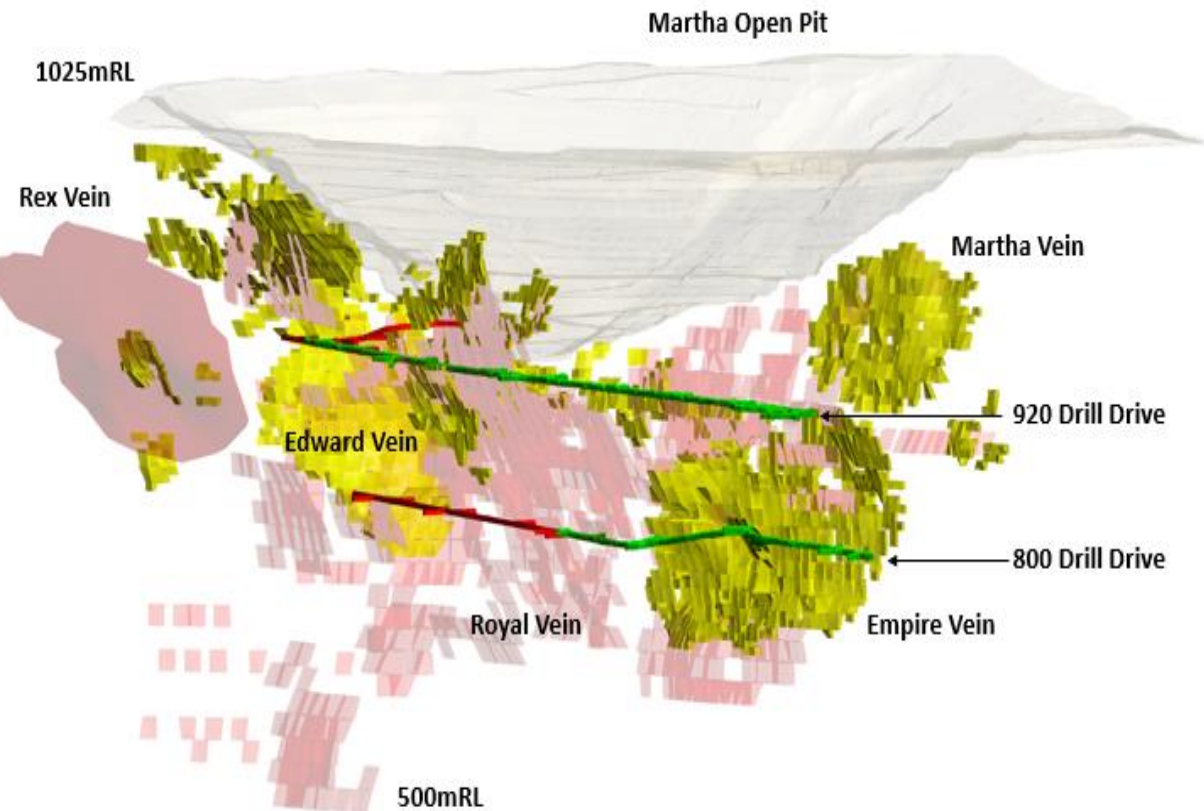 Martha Open Pit
1025mRL
Rex Vein
Martha Vein
920 Drill Drive
Edward Vein
800 Drill Drive
Royal Vein
Empire Vein
500mRL